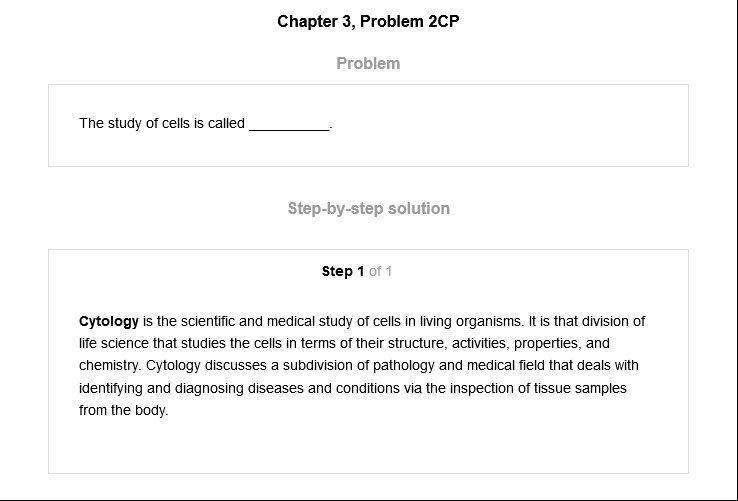 Chapter 3, Problem 2CP
Problem
The study of cells is called __________.
Step-by-step solution
Step 1 of 1
Cytology is the scientific and medical study of cells in living organisms. It is that division of
life science that studies the cells in terms of their structure, activities, properties, and
chemistry. Cytology discusses a subdivision of pathology and medical field that deals with
identifying and diagnosing diseases and conditions via the inspection of tissue samples
from the body.